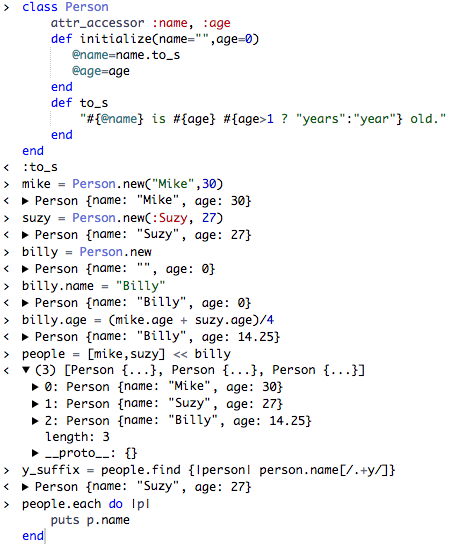 > class Person
attr_accessor :name, :age
def initialize(name="",age=0)
@name=name.to_s
@age=age
end
def to_s
"#{@name} is #{age} #{age>1 ? "years":"year"} old."
end
end
< :to_s
> mike = Person.new("Mike",30)
< ▶ Person {name: "Mike", age: 30}
> suzy = Person.new(:Suzy, 27)
< ▶ Person {name: "Suzy", age: 27}
> billy = Person.new
< ▶ Person {name: "", age: 0}
> billy.name = "Billy"
< ▶ Person {name: "Billy", age: 0}
> billy.age = (mike.age + suzy.age)/4
< ▶ Person {name: "Billy", age: 14.25}
> people = [mike,suzy] << billy
< ▼ (3) [Person {...}, Person {...}, Person {...}]
▶ 0: Person {name: "Mike", age: 30}
▶ 1: Person {name: "Suzy", age: 27}
▶ 2: Person {name: "Billy", age: 14.25}
length: 3
▶ __proto__: {}
> y_suffix = people.find {|person| person.name[/.+y/]}
< ▶ Person {name: "Suzy", age: 27}
> people.each do |p|
puts p.name
end